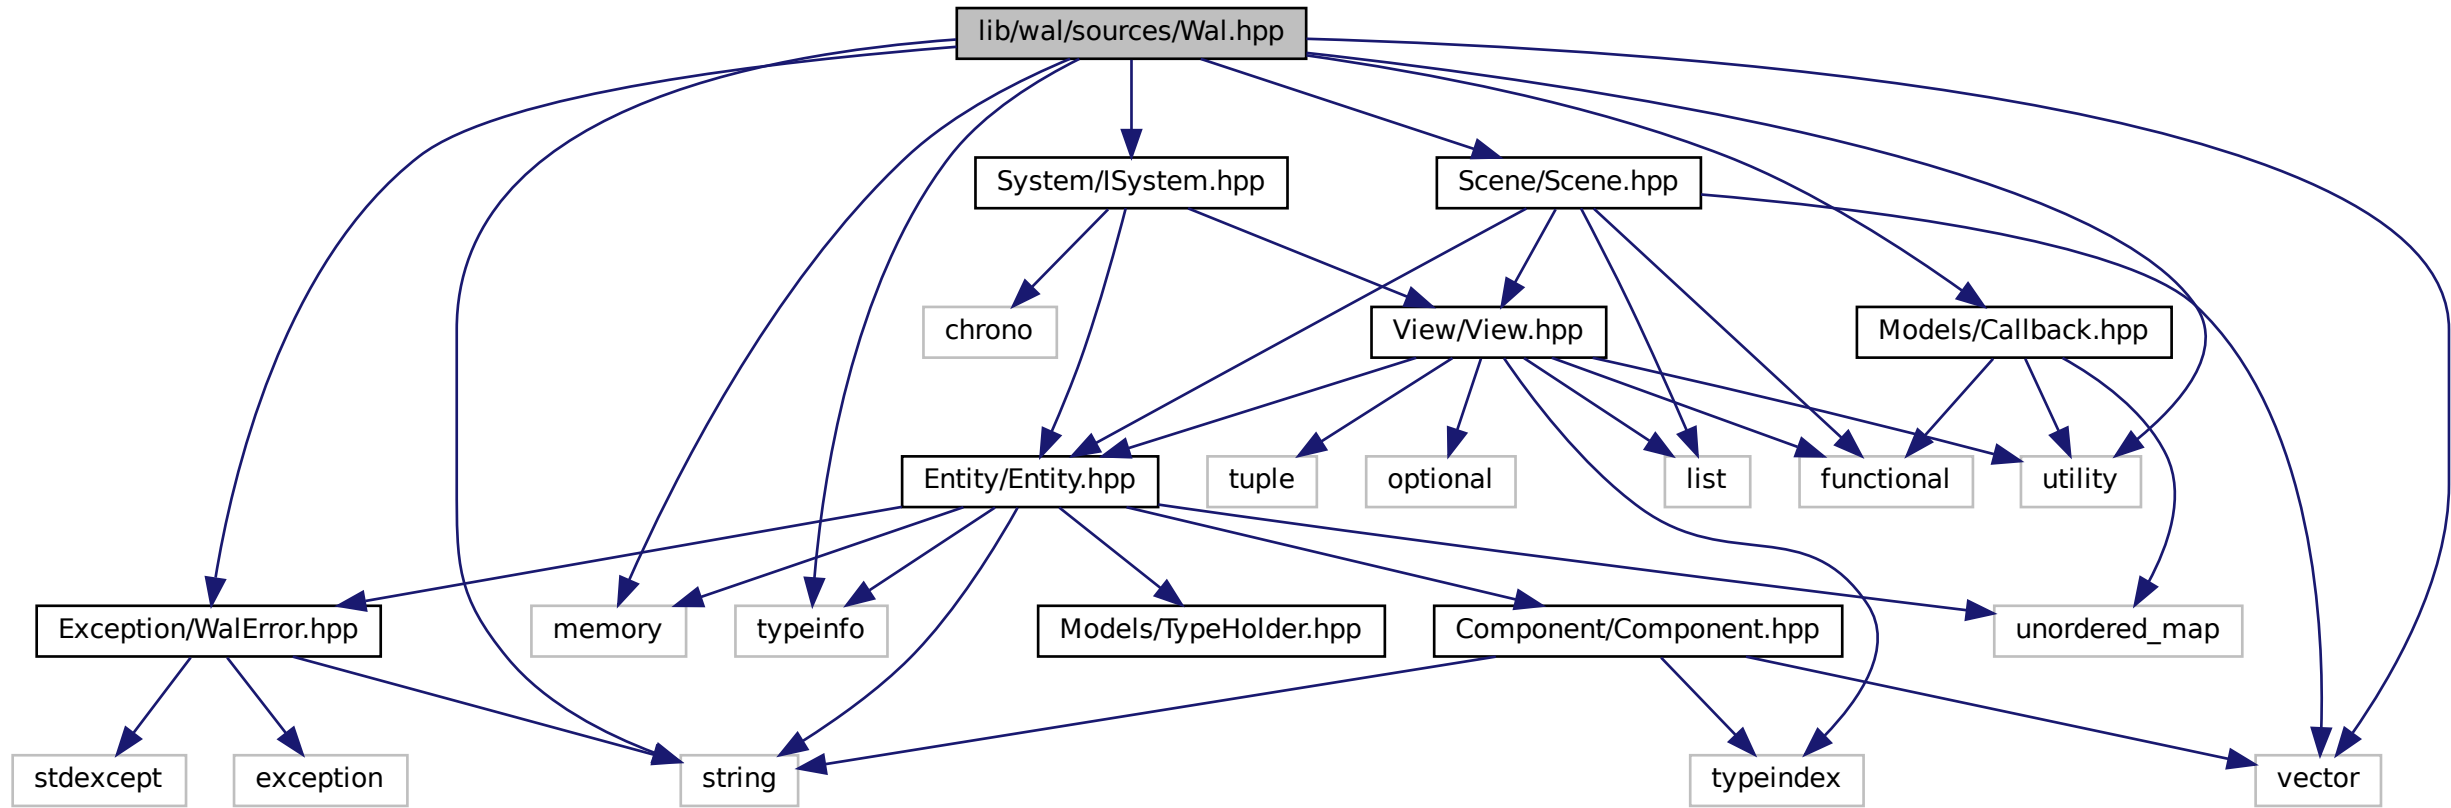 lib/wal/sources/Wal.hpp
System/ISystem.hpp
Scene/Scene.hpp
chrono
View/View.hpp
Models/Callback.hpp
Entity/Entity.hpp
tuple
optional
list
functional
utility
Exception/WalError.hpp
memory
typeinfo
Models/TypeHolder.hpp
Component/Component.hpp
unordered_map
stdexcept
exception
string
typeindex
vector